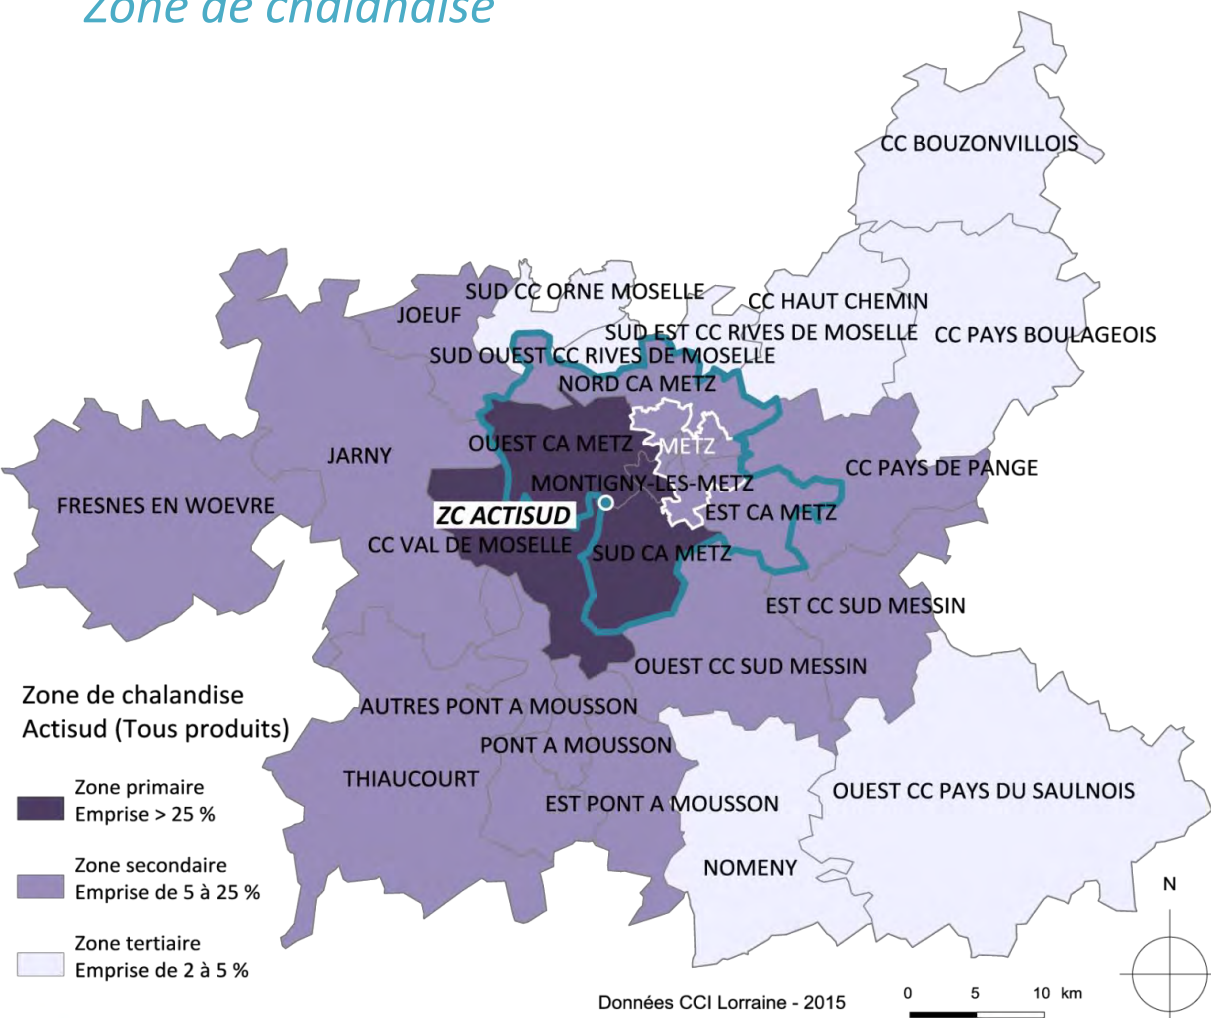 Zone de chalandise
CC BOUZONVILLOIS
SUD CC ORNE MOSELLE
CC HAUT CHEMIN
JOEUF
SUD EST CC RIVES DE MOSELLE
CC PAYS BOULAGEOIS
SUD OUEST CC RIVES DE MOSELLE
NORD CA METZ
OUEST CA METZ
METZ
JARNY
CC PAYS DE PANGE
MONTIGNY-LES-METZ
FRESNES EN WOEVRE
ZC ACTISUD
EST CA METZ
CC VAL DE MOSELLE
SUD CA METZ
EST CC SUD MESSIN
OUEST CC SUD MESSIN
AUTRES PONT A MOUSSON
PONT A MOUSSON
THIAUCOURT
EST PONT A MOUSSON
OUEST CC PAYS DU SAULNOIS
NOMENY
Zone de chalandise
Actisud (Tous produits)
Zone primaire
Emprise > 25 %
Zone secondaire
Emprise de 5 à 25 %
Zone tertiaire
Emprise de 2 à 5 %
N
0 5 10 km
Données CCI Lorraine - 2015